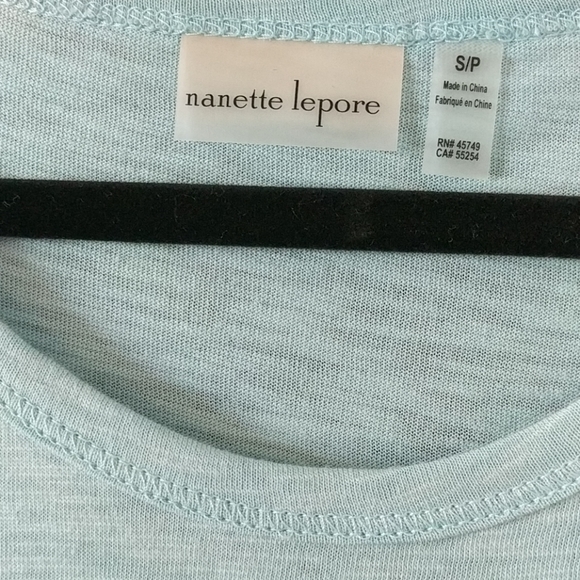 nanette lepore
S/P
Made in China
Fabriqué en Chine
RN# 45749
CA# 55254